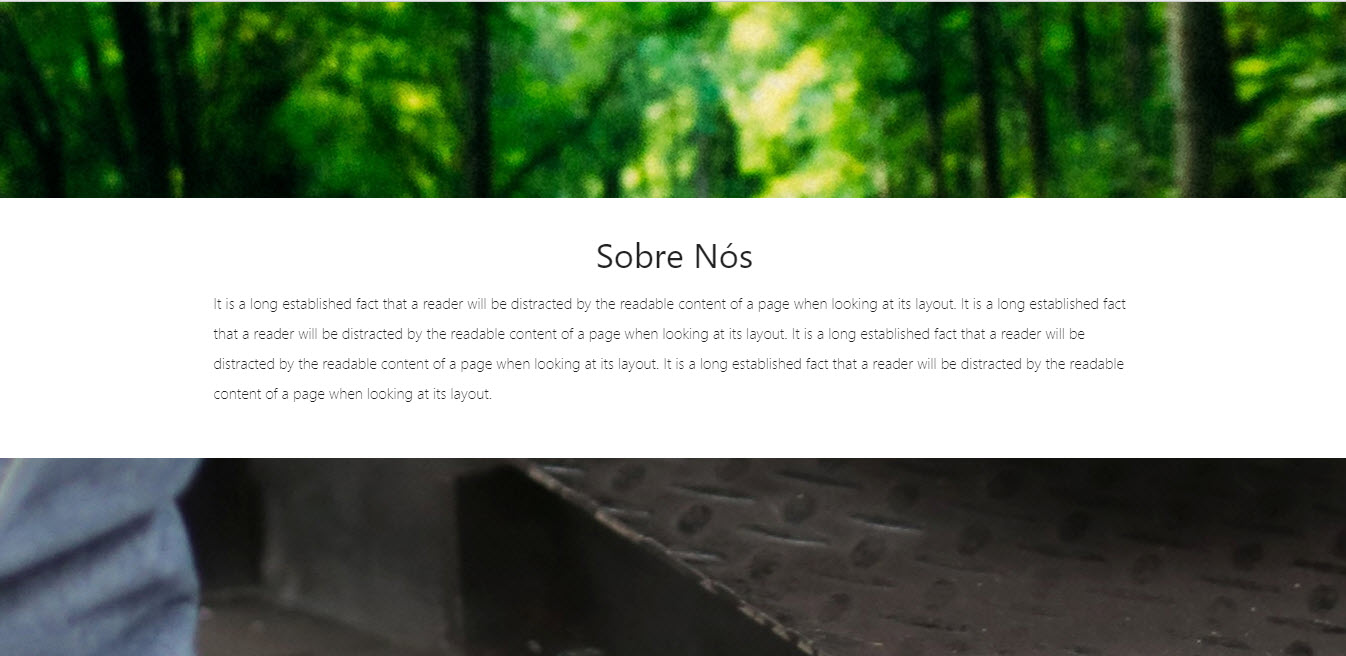 Sobre Nós
It is a long established fact that a reader will be distracted by the readable content of a page when looking at its layout. It is a long established fact
that a reader will be distracted by the readable content of a page when looking at its layout. It is a long established fact that a reader will be
distracted by the readable content of a page when looking at its layout. It is a long established fact that a reader will be distracted by the readable
content of a page when looking at its layout.